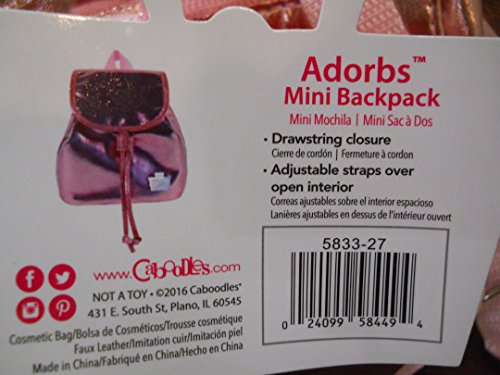 Adorbs™
Mini Backpack
Mini Mochila | Mini Sac à Dos
• Drawstring closure
Cierre de cordón | Fermeture à cordon
• Adjustable straps over
open interior
Correas ajustables sobre el interior espacioso
Lanières ajustables en dessus de l'intérieur ouvert
5833-27
0 24099 58449 4
www.Caboodles.com
NOT A TOY • ©2016 Caboodles®
431 E. South St, Plano, IL 60545
Cosmetic Bag/Bolsa de Cosméticos/Trousse cosmétique
Faux Leather/Imitation cuir/Imitación piel
Made in China/Fabriqué en China/Hecho en China